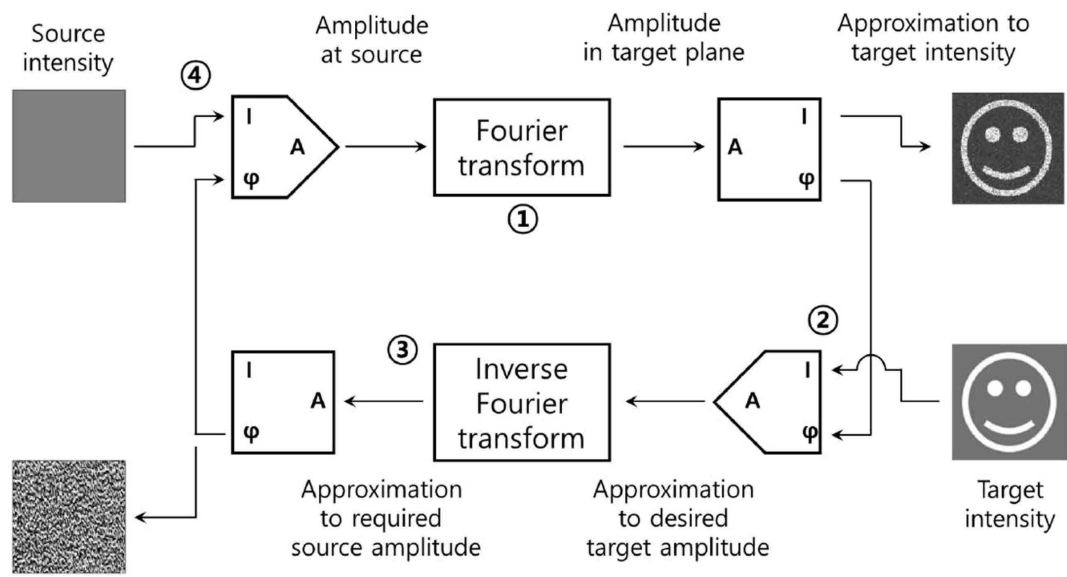 Source
intensity
④
Amplitude
at source
Amplitude
in target plane
Approximation to
target intensity
I
A
φ
Fourier
transform
①
I
A
φ
②
③
I
A
φ
Inverse
Fourier
transform
I
A
φ
Approximation
to required
source amplitude
Approximation
to desired
target amplitude
Target
intensity